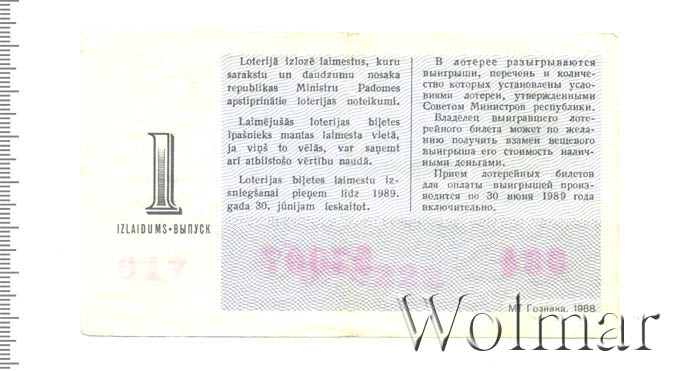 Loterijā izlozē laimestus, kuru
sarakstu un daudzumu nosaka
republikas Ministru Padomes
apstiprinātie loterijas noteikumi.
Laimējušās loterijas biļetes
īpašnieks mantas laimesta vietā,
ja viņš to vēlās, var saņemt
arī atbilstošo vērtību naudā.
Loterijas biļetes laimestu iz-
sniegšanai pieņem līdz 1989.
gada 30. jūnijam ieskaitot.
В лотерее разыгрываются
выигрыши, перечень и количе-
ство которых установлены усло-
виями лотереи, утвержденными
Советом Министров республики.
Владелец выигравшего лоте-
рейного билета может по жела-
нию получить взамен вещевого
выигрыша его стоимость налич-
ными деньгами.
Прием лотерейных билетов
для оплаты выигрышей произ-
водится по 30 июня 1989 года
включительно.
1
IZLAIDUMS•ВЫПУСК
017
МТ Гознака. 1988.
Wolmar